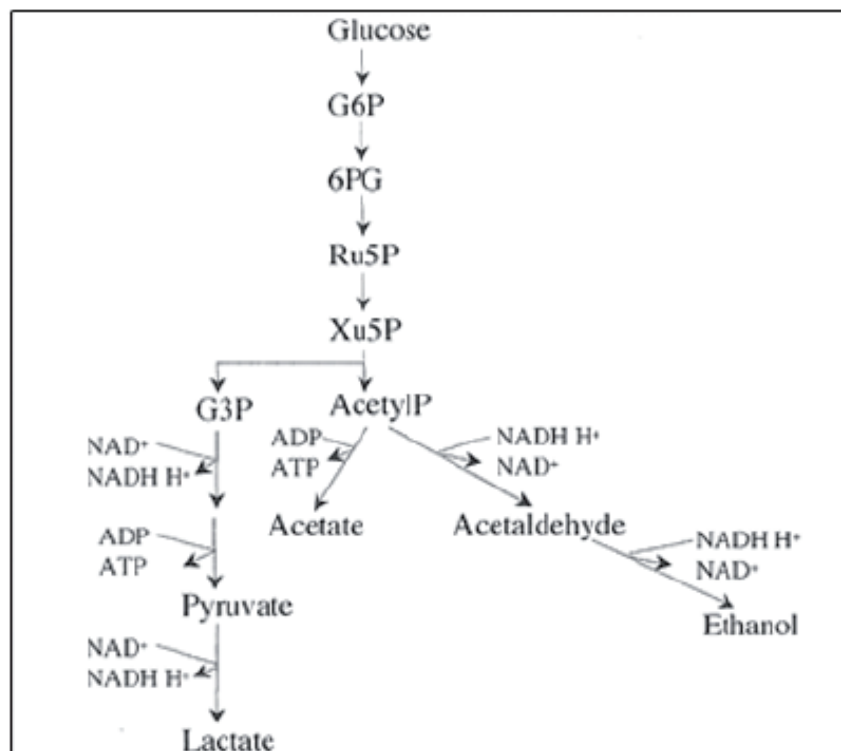 Glucose
G6P
6PG
Ru5P
Xu5P
G3P
AcetylP
NAD+
NADH H+
ADP
ATP
NADH H+
NAD+
Acetate
Acetaldehyde
ADP
ATP
NADH H+
NAD+
Pyruvate
Ethanol
NAD+
NADH H+
Lactate